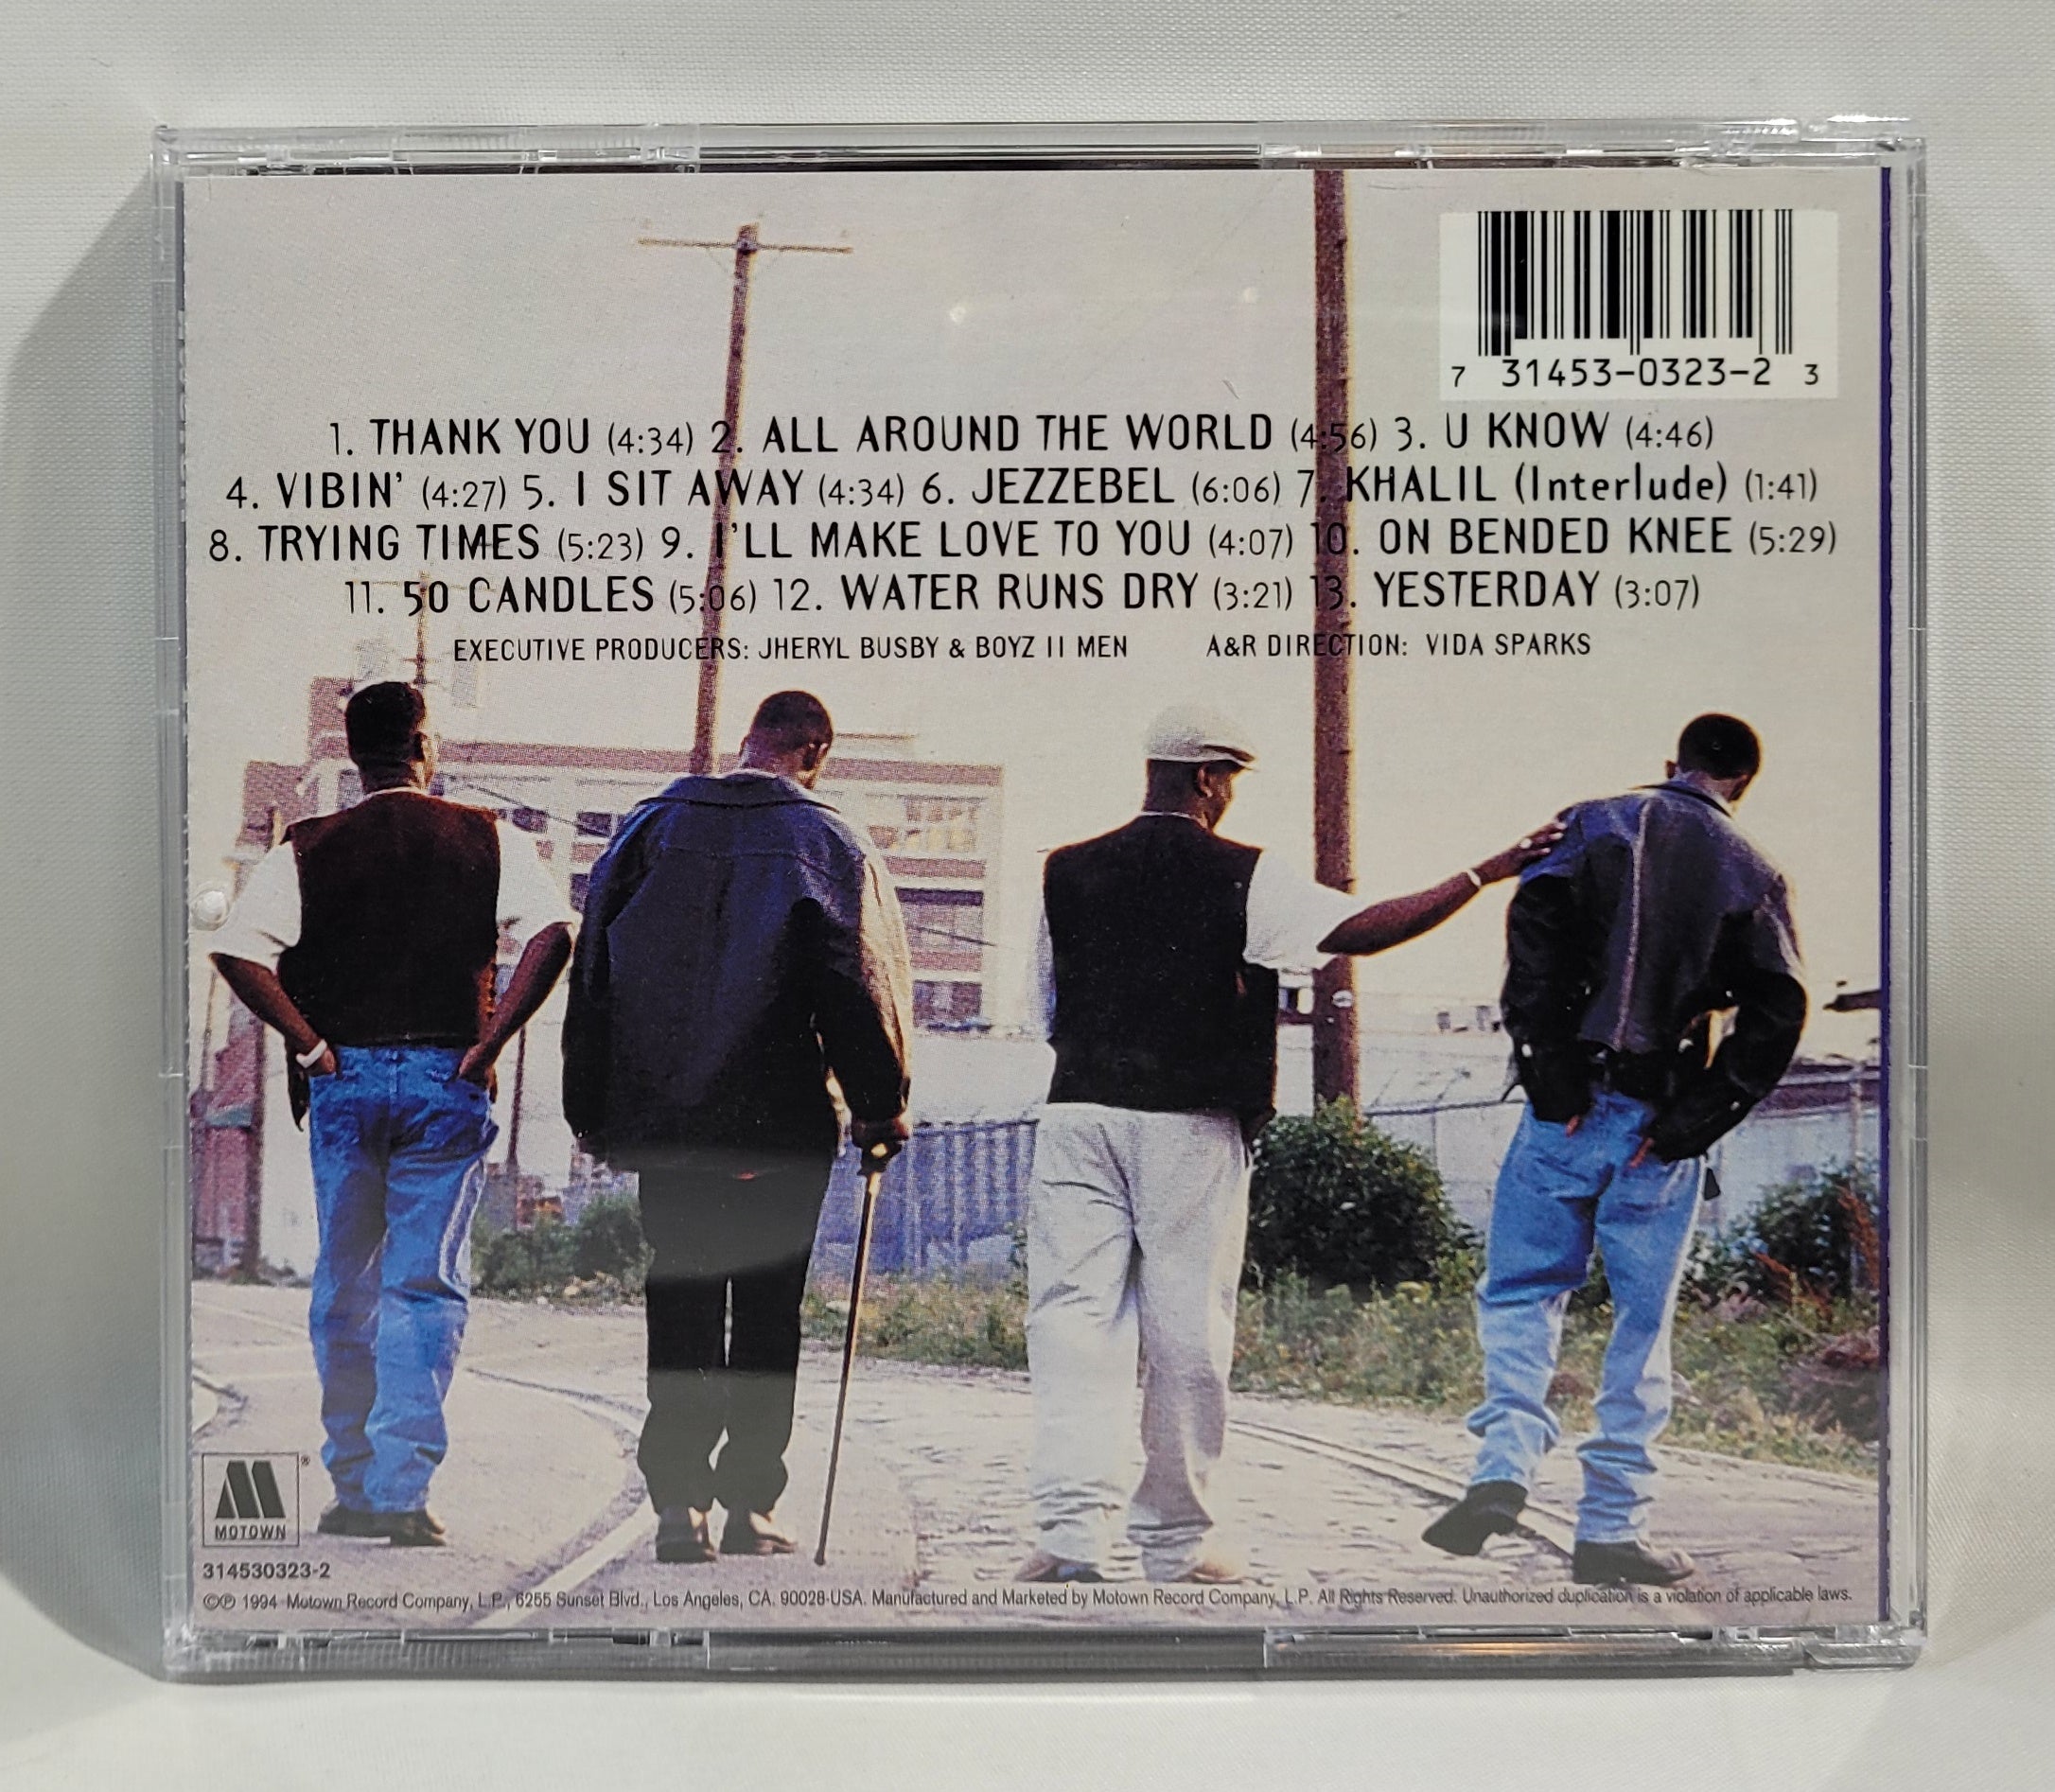 7 31453-0323-2 3
1. THANK YOU (4:34) 2. ALL AROUND THE WORLD (4:56) 3. U KNOW (4:46)
4. VIBIN' (4:27) 5. I SIT AWAY (4:34) 6. JEZZEBEL (6:06) 7. KHALIL (Interlude) (1:41)
8. TRYING TIMES (5:23) 9. I'LL MAKE LOVE TO YOU (4:07) 10. ON BENDED KNEE (5:29)
11. 50 CANDLES (5:06) 12. WATER RUNS DRY (3:21) 13. YESTERDAY (3:07)
EXECUTIVE PRODUCERS: JHERYL BUSBY & BOYZ II MEN A&R DIRECTION: VIDA SPARKS
M®
MOTOWN
314530323-2
©℗ 1994 Motown Record Company, L.P., 6255 Sunset Blvd., Los Angeles, CA. 90028-USA. Manufactured and Marketed by Motown Record Company, L.P. All Rights Reserved. Unauthorized duplication is a violation of applicable laws.